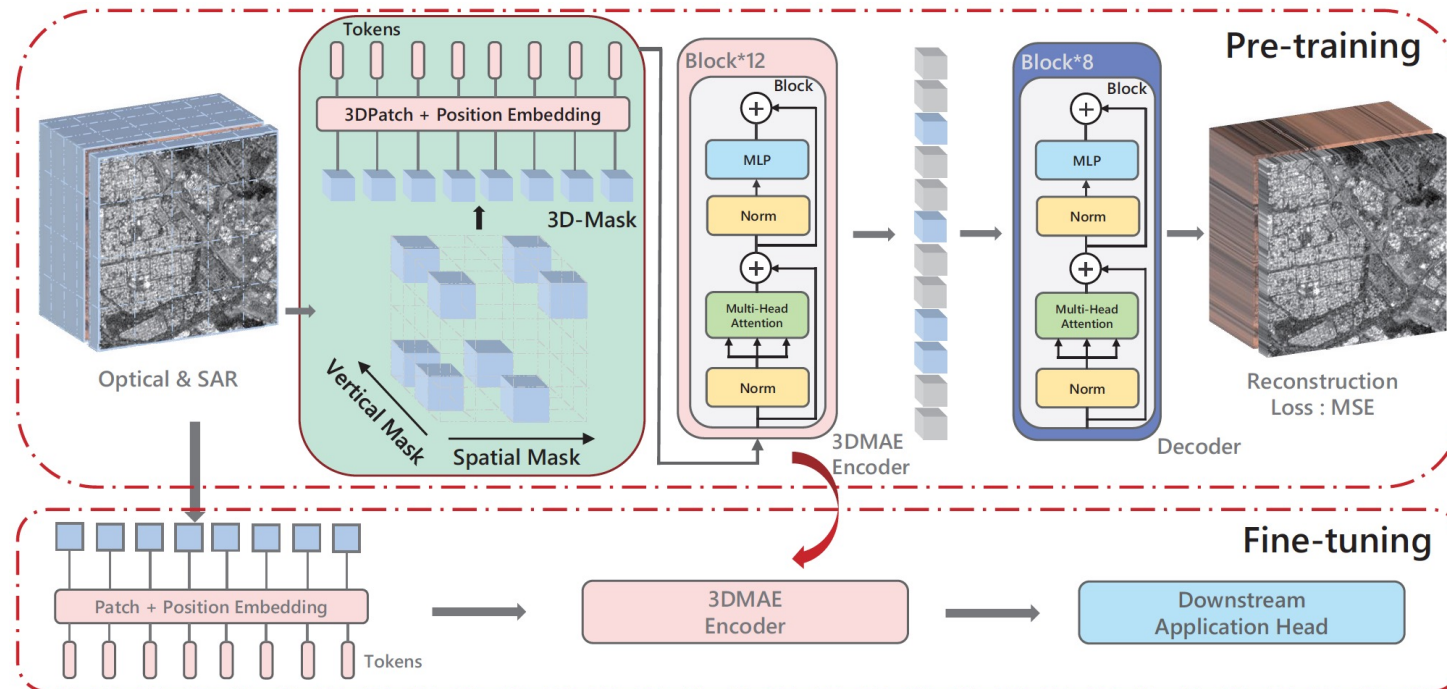 Pre-training
Tokens
3DPatch + Position Embedding
3D-Mask
Vertical Mask
Spatial Mask
Optical & SAR
Block*12
Block
+
MLP
Norm
+
Multi-Head
Attention
Norm
3DMAE
Encoder
Block*8
Block
+
MLP
Norm
+
Multi-Head
Attention
Norm
Decoder
Reconstruction
Loss : MSE
Fine-tuning
Patch + Position Embedding
Tokens
3DMAE
Encoder
Downstream
Application Head